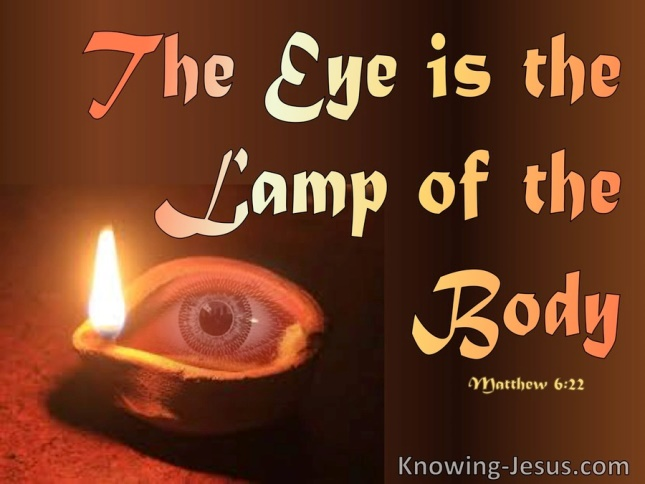 The Eye is the
Lamp of the
Body
Matthew 6:22
Knowing-Jesus.com